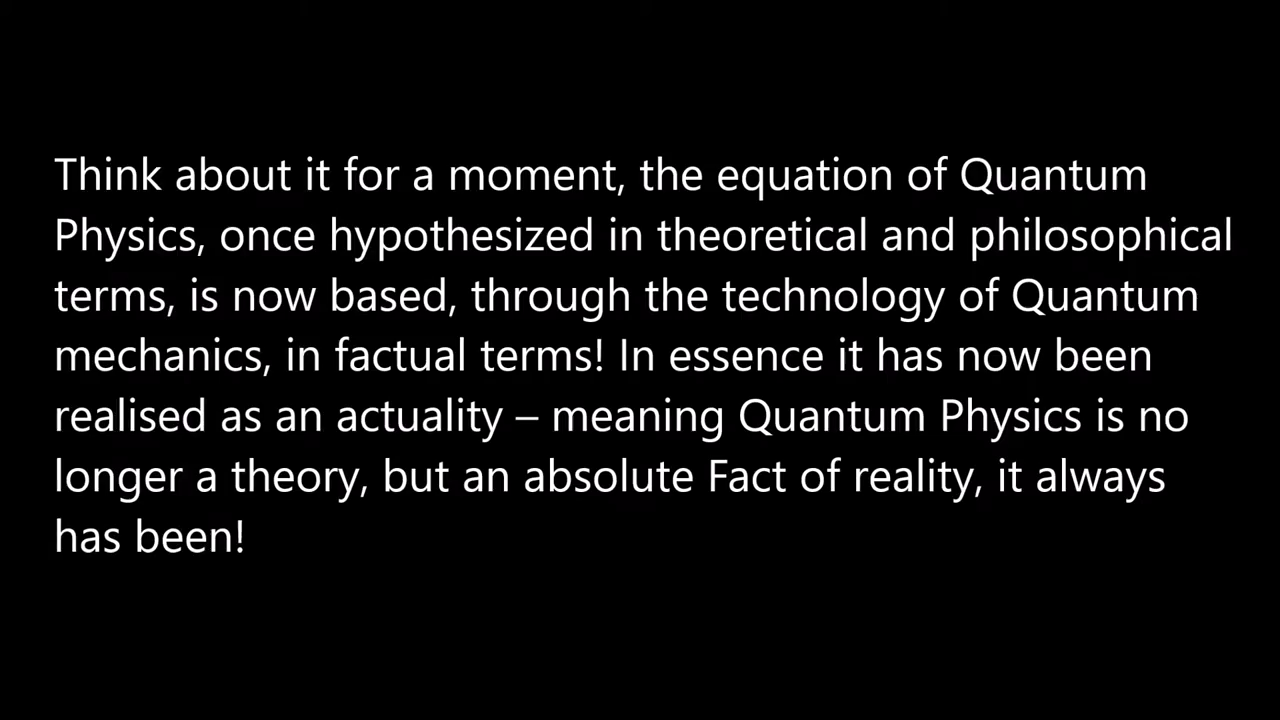 Think about it for a moment, the equation of Quantum
Physics, once hypothesized in theoretical and philosophical
terms, is now based, through the technology of Quantum
mechanics, in factual terms! In essence it has now been
realised as an actuality – meaning Quantum Physics is no
longer a theory, but an absolute Fact of reality, it always
has been!